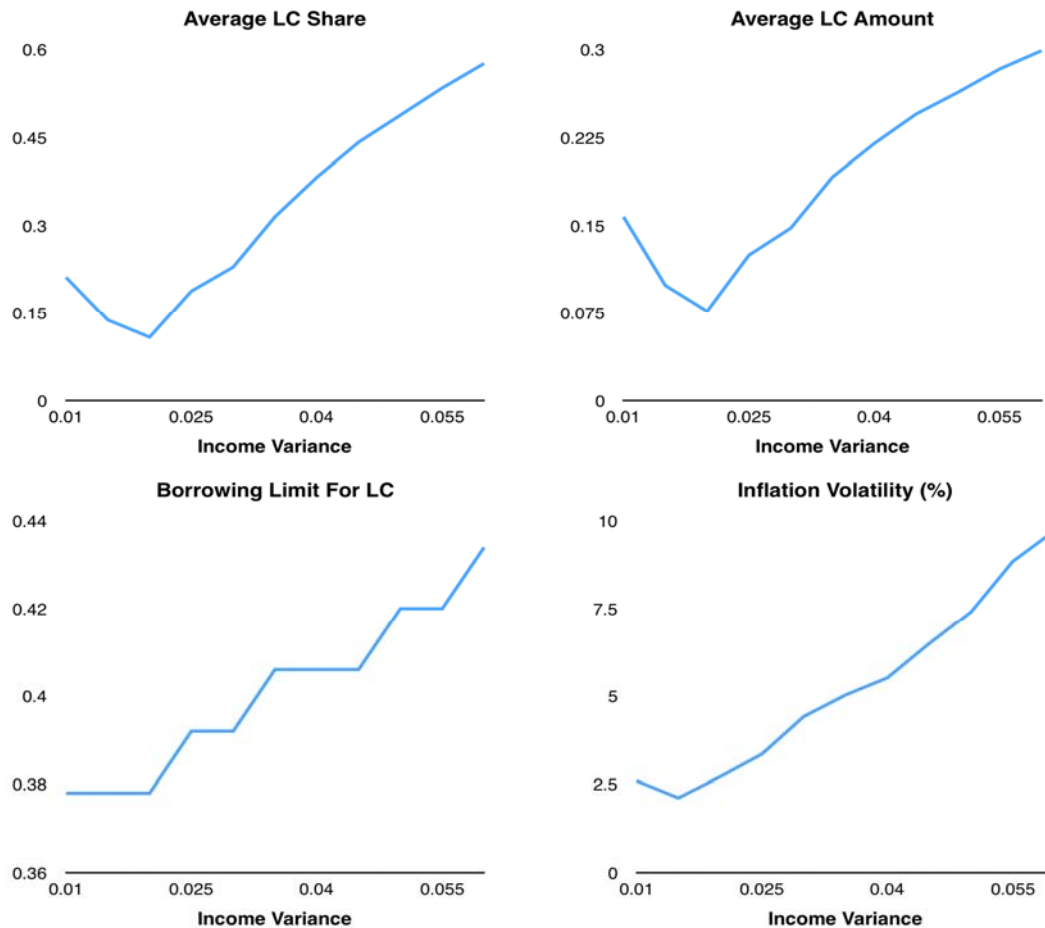 Average LC Share
0.6
0.45
0.3
0.15
0
0.01 0.025 0.04 0.055
Income Variance
Average LC Amount
0.3
0.225
0.15
0.075
0
0.01 0.025 0.04 0.055
Income Variance
Borrowing Limit For LC
0.44
0.42
0.4
0.38
0.36
0.01 0.025 0.04 0.055
Income Variance
Inflation Volatility (%)
10
7.5
5
2.5
0
0.01 0.025 0.04 0.055
Income Variance